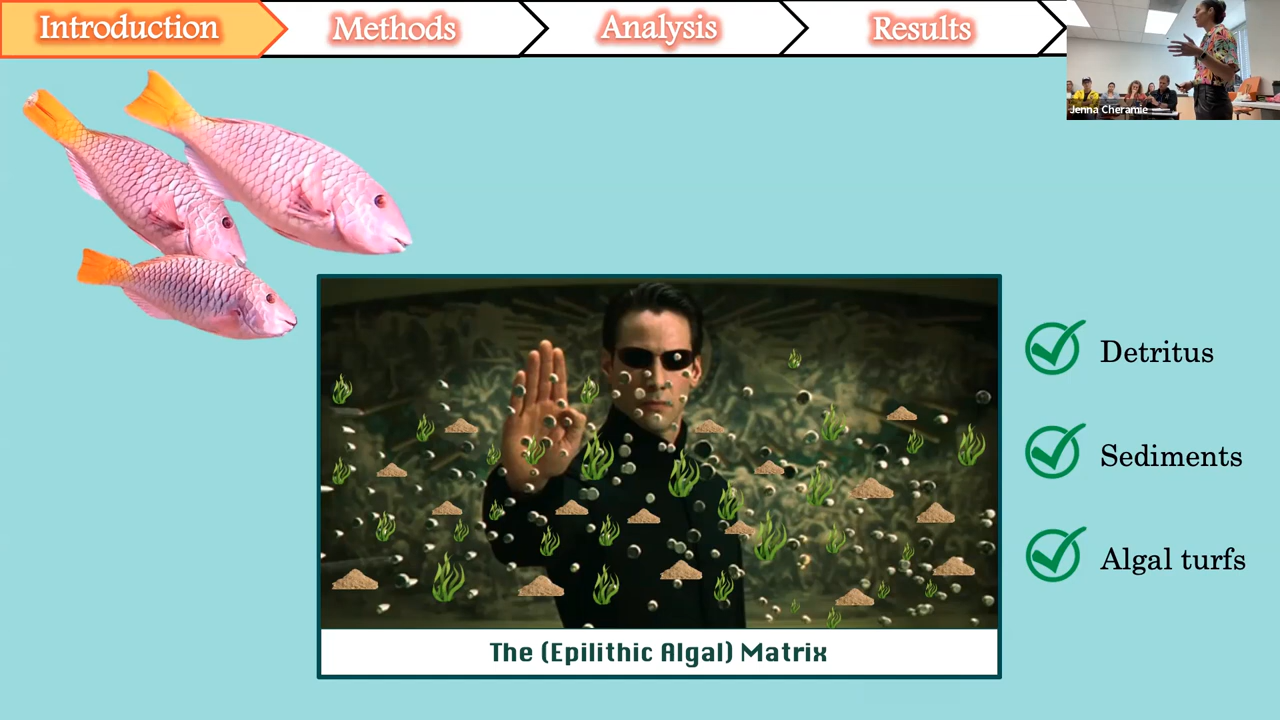 Introduction
Methods
Analysis
Results
Jenna Cheramie
Detritus
Sediments
Algal turfs
The (Epilithic Algal) Matrix